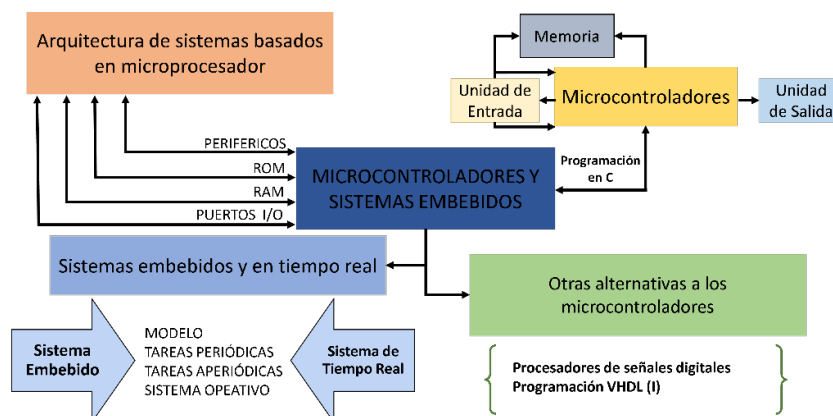 Arquitectura de sistemas basados
en microprocesador
Memoria
Unidad de
Entrada
Microcontroladores
Unidad
de Salida
PERIFERICOS
ROM
RAM
PUERTOS I/O
MICROCONTROLADORES Y
SISTEMAS EMBEBIDOS
Programación
en C
Sistemas embebidos y en tiempo real
Otras alternativas a los
microcontroladores
Sistema
Embebido
MODELO
TAREAS PERIÓDICAS
TAREAS APERIÓDICAS
SISTEMA OPEATIVO
Sistema de
Tiempo Real
Procesadores de señales digitales
Programación VHDL (I)